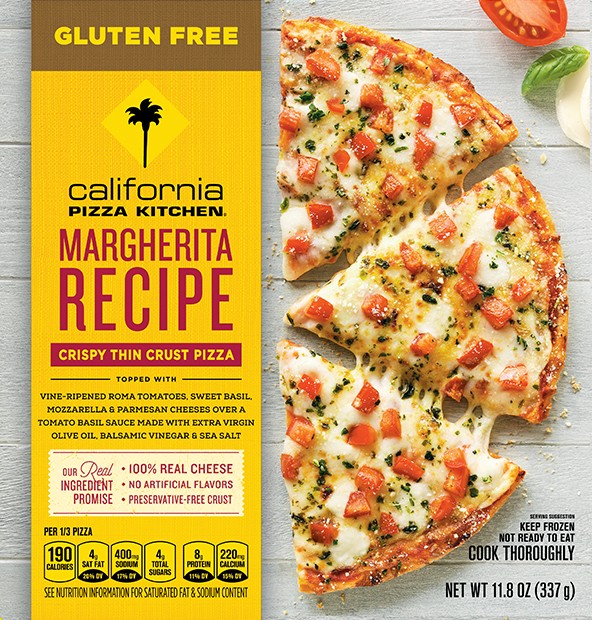 GLUTEN FREE
california
PIZZA KITCHEN®
MARGHERITA
RECIPE
CRISPY THIN CRUST PIZZA
TOPPED WITH
VINE-RIPENED ROMA TOMATOES, SWEET BASIL,
MOZZARELLA & PARMESAN CHEESES OVER A
TOMATO BASIL SAUCE MADE WITH EXTRA VIRGIN
OLIVE OIL, BALSAMIC VINEGAR & SEA SALT
OUR Real
INGREDIENT
PROMISE
• 100% REAL CHEESE
• NO ARTIFICIAL FLAVORS
• PRESERVATIVE-FREE CRUST
PER 1/3 PIZZA
190 CALORIES
4g SAT FAT 20% DV
400mg SODIUM 17% DV
4g TOTAL SUGARS
8g PROTEIN 11% DV
220mg CALCIUM 15% DV
SEE NUTRITION INFORMATION FOR SATURATED FAT & SODIUM CONTENT
SERVING SUGGESTION
KEEP FROZEN
NOT READY TO EAT
COOK THOROUGHLY
NET WT 11.8 OZ (337 g)